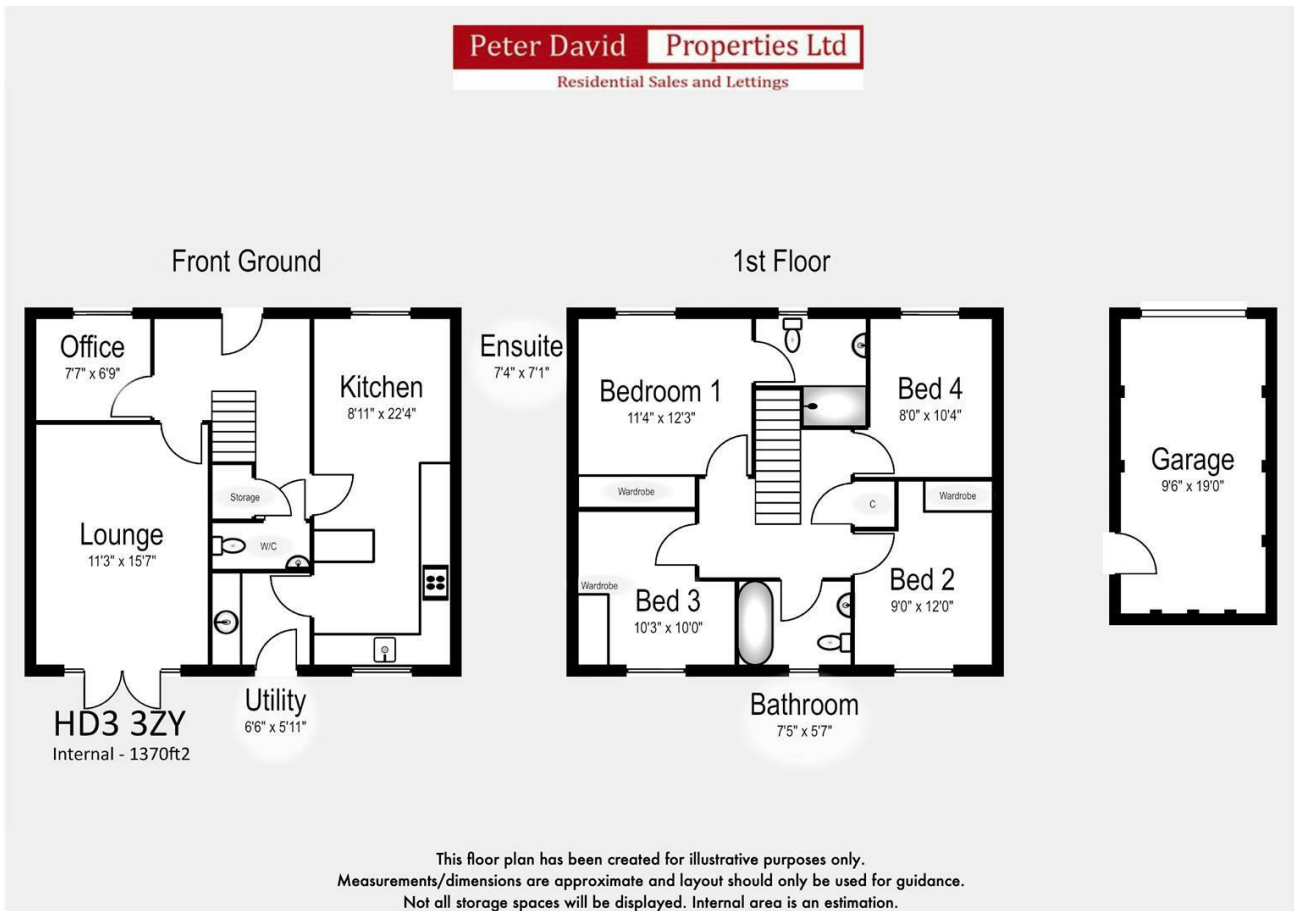 Peter David Properties Ltd
Residential Sales and Lettings
Front Ground
1st Floor
Office
7'7" x 6'9"
Kitchen
8'11" x 22'4"
Storage
W/C
Lounge
11'3" x 15'7"
Utility
6'6" x 5'11"
HD3 3ZY
Internal - 1370ft2
Ensuite
7'4" x 7'1"
Bedroom 1
11'4" x 12'3"
Bed 4
8'0" x 10'4"
Wardrobe
C
Wardrobe
Wardrobe
Bed 3
10'3" x 10'0"
Bed 2
9'0" x 12'0"
Bathroom
7'5" x 5'7"
Garage
9'6" x 19'0"
This floor plan has been created for illustrative purposes only.
Measurements/dimensions are approximate and layout should only be used for guidance.
Not all storage spaces will be displayed. Internal area is an estimation.